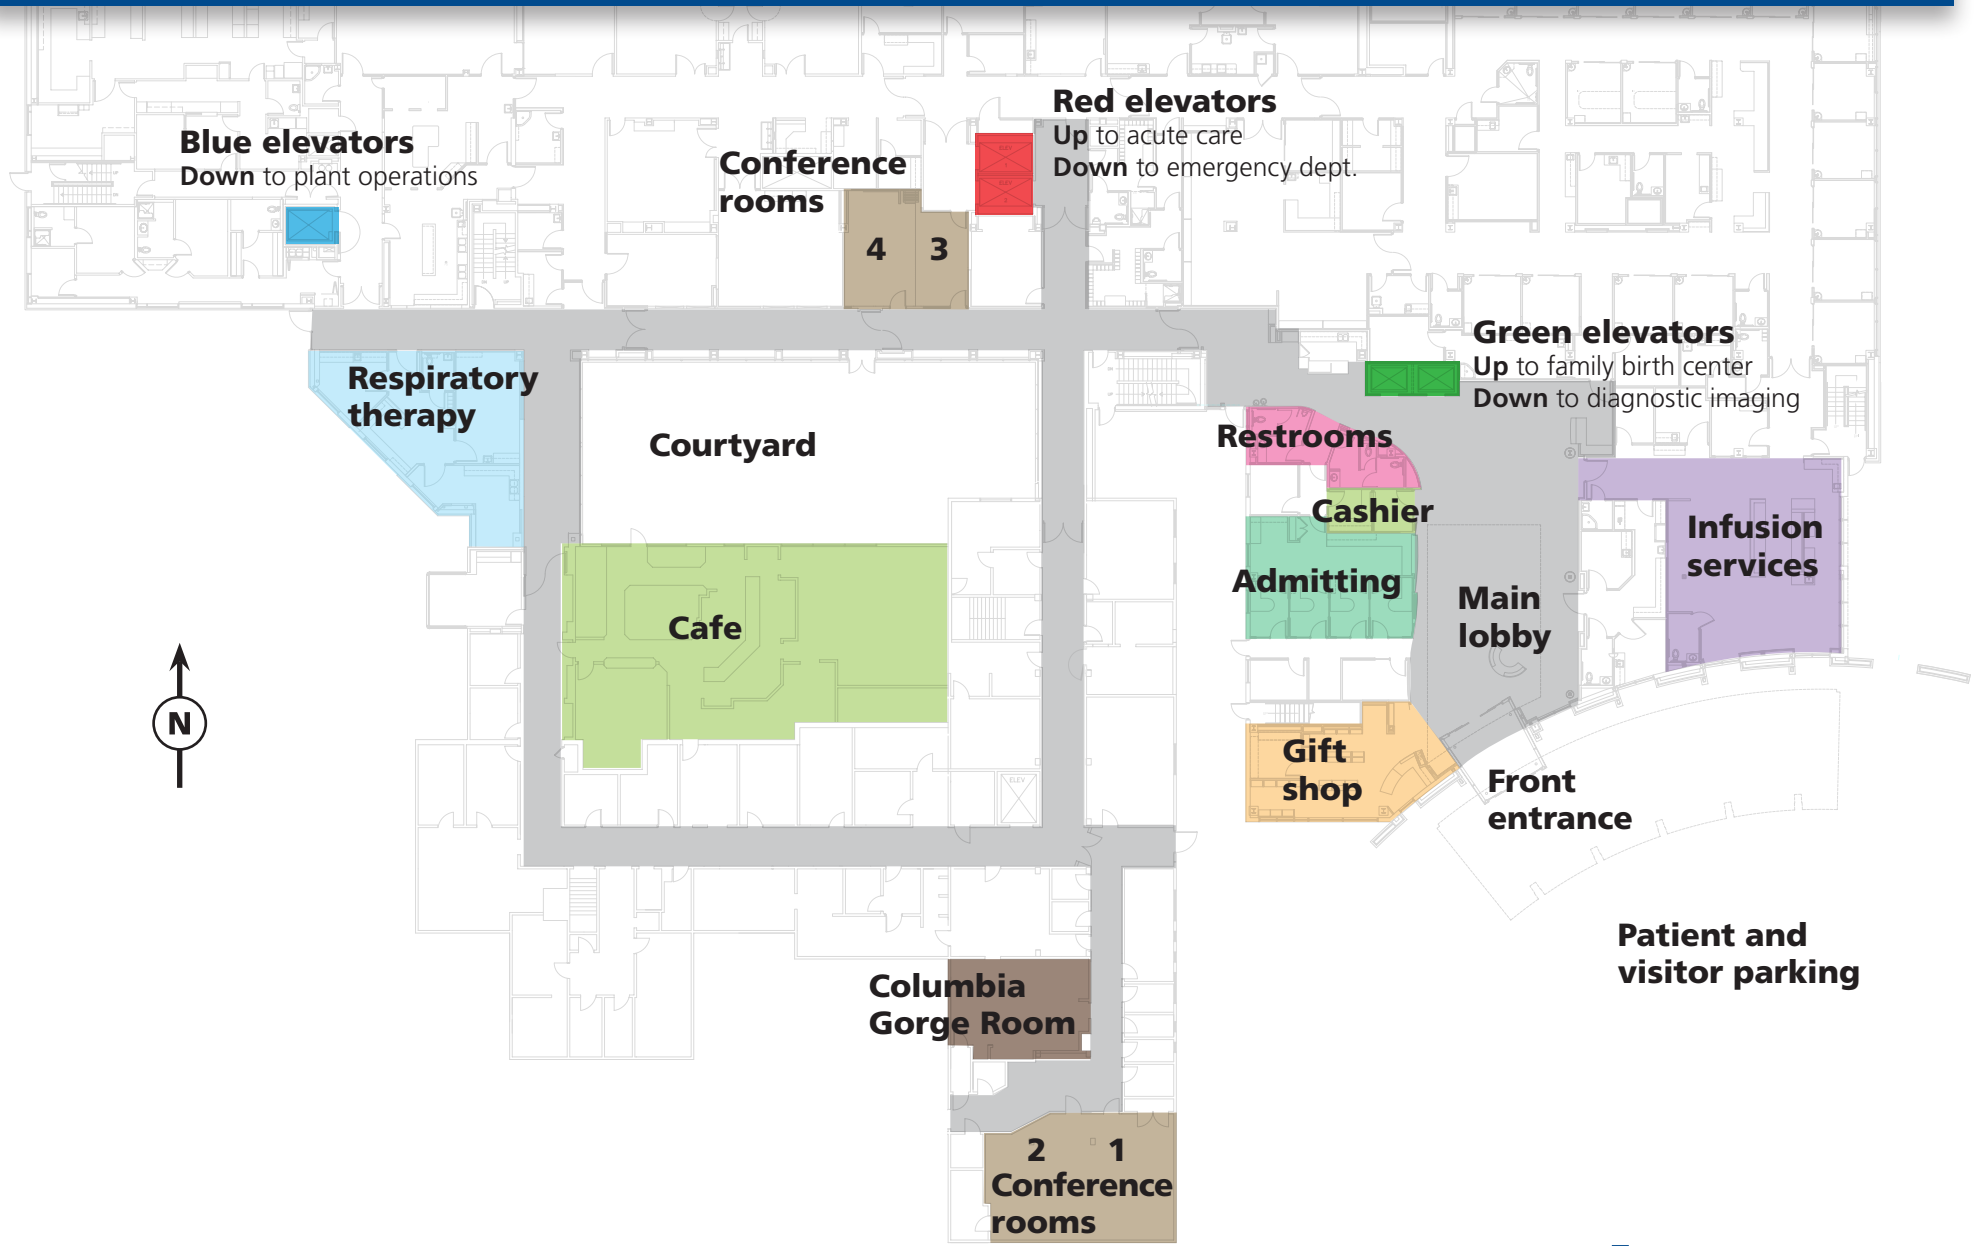 Red elevators
Up to acute care
Down to emergency dept.
Blue elevators
Down to plant operations
Conference
rooms
ELEV
4
3
Green elevators
Up to family birth center
Down to diagnostic imaging
Respiratory
therapy
Courtyard
Restrooms
Cashier
Infusion
services
Admitting
Main
lobby
Cafe
N
Gift
shop
Front
entrance
ELEV
Patient and
visitor parking
Columbia
Gorge Room
2
1
Conference
rooms